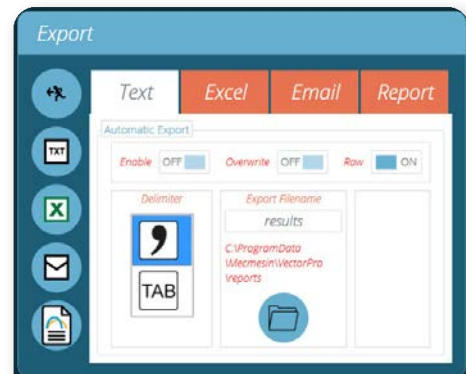 Export
Text Excel Email Report
Automatic Export
Enable OFF Overwrite OFF Raw ON
TXT
Delimiter
,
TAB
Export Filename
results
C:\ProgramData
\Mecmesin\VectorPro
\reports
X